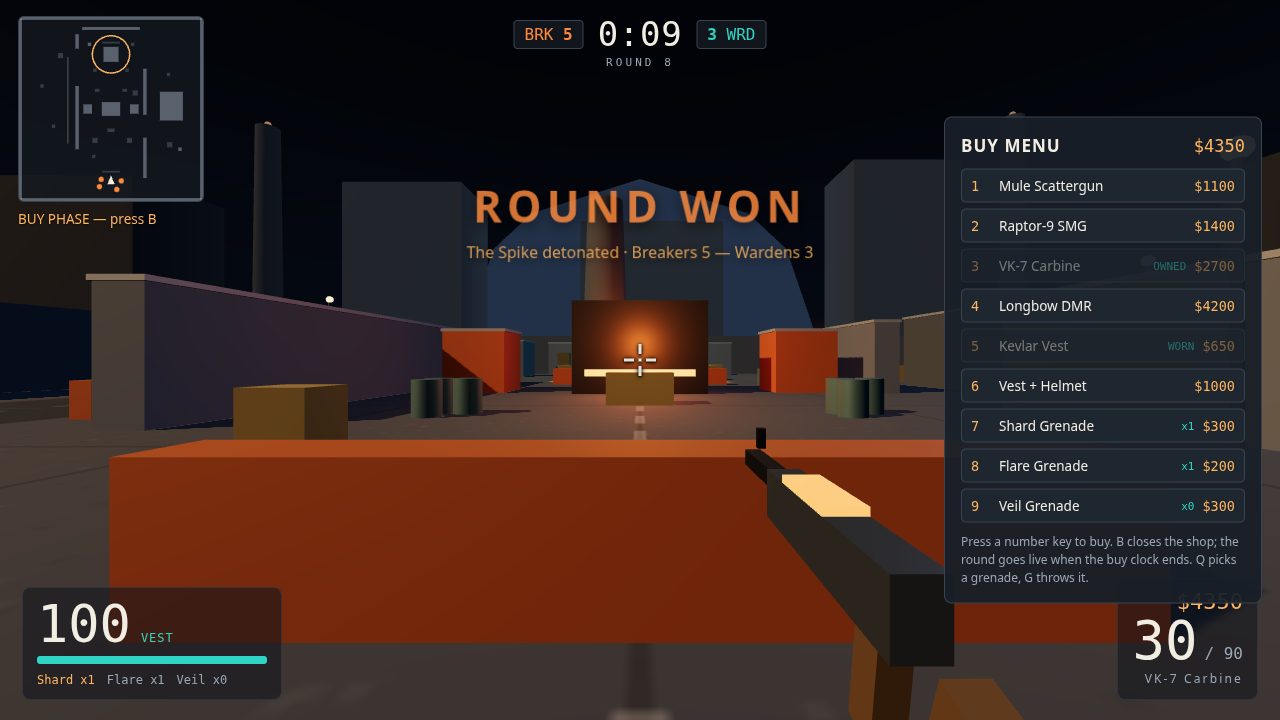 BRK 5 0:09 3 WRD
ROUND 8
BUY PHASE — press B
ROUND WON
The Spike detonated · Breakers 5 — Wardens 3
BUY MENU $4350
1 Mule Scattergun $1100
2 Raptor-9 SMG $1400
3 VK-7 Carbine OWNED $2700
4 Longbow DMR $4200
5 Kevlar Vest WORN $650
6 Vest + Helmet $1000
7 Shard Grenade x1 $300
8 Flare Grenade x1 $200
9 Veil Grenade x0 $300
Press a number key to buy. B closes the shop; the
round goes live when the buy clock ends. Q picks
a grenade, G throws it.
100 VEST
Shard x1 Flare x1 Veil x0
$4350
30 / 90
VK-7 Carbine